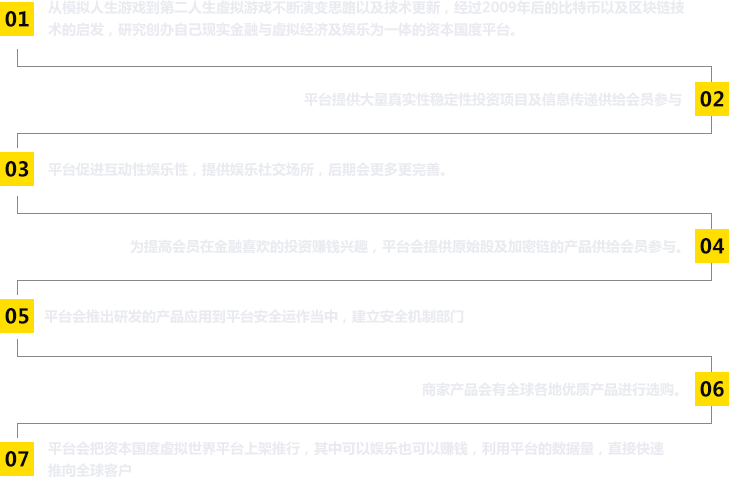 01
从模拟人生游戏到第二人生虚拟游戏不断演变思路以及技术更新，经过2009年后的比特币以及区块链技
术的启发，研究创办自己现实金融与虚拟经济及娱乐为一体的资本国度平台。
平台提供大量真实性稳定性投资项目及信息传递供给会员参与
02
03
平台促进互动性娱乐性，提供娱乐社交场所，后期会更多更完善。
为提高会员在金融喜欢的投资赚钱兴趣，平台会提供原始股及加密链的产品供给会员参与。
04
05
平台会推出研发的产品应用到平台安全运作当中，建立安全机制部门
商家产品会有全球各地优质产品进行选购。
06
07
平台会把资本国度虚拟世界平台上架推行，其中可以娱乐也可以赚钱，利用平台的数据量，直接快速
推向全球客户